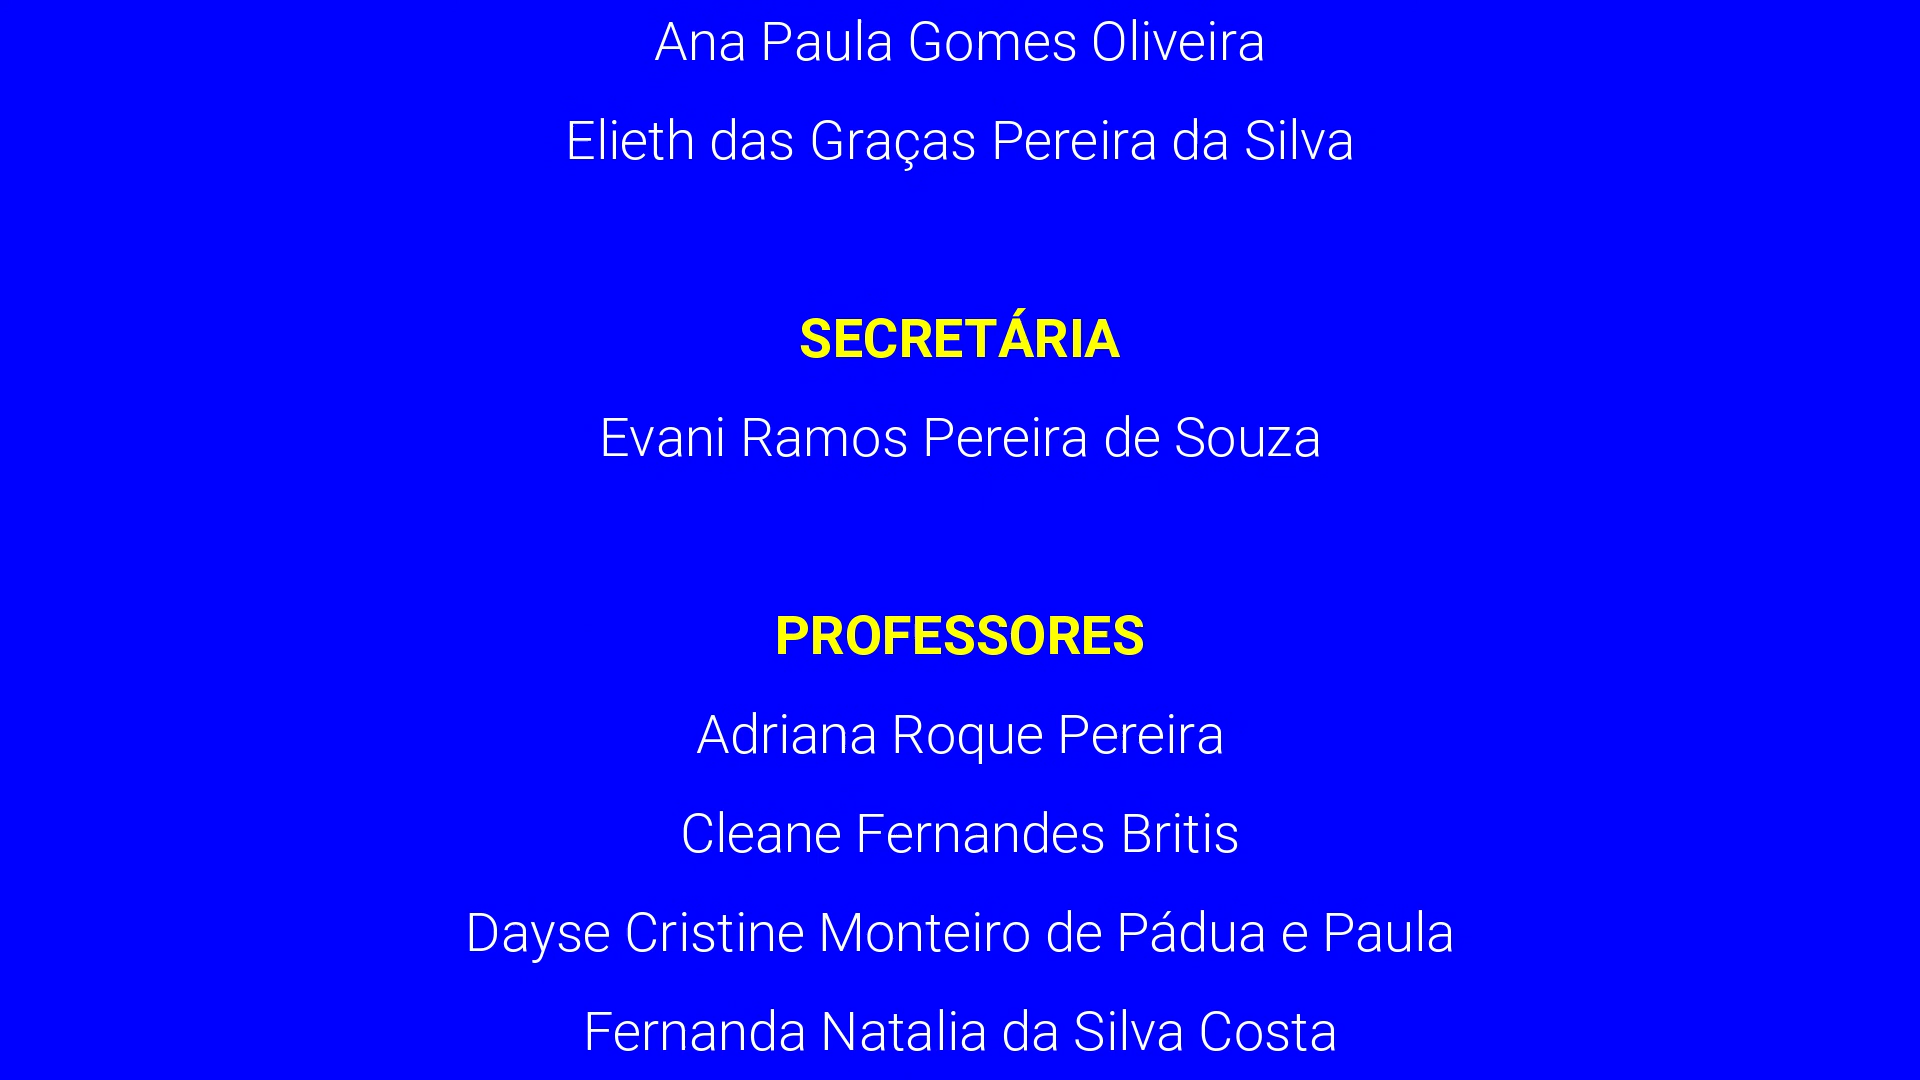 Ana Paula Gomes Oliveira
Elieth das Graças Pereira da Silva
SECRETÁRIA
Evani Ramos Pereira de Souza
PROFESSORES
Adriana Roque Pereira
Cleane Fernandes Britis
Dayse Cristine Monteiro de Pádua e Paula
Fernanda Natalia da Silva Costa